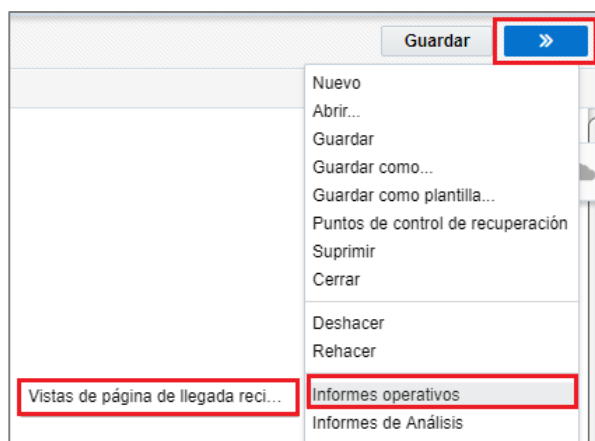 Guardar »
Nuevo
Abrir...
Guardar
Guardar como...
Guardar como plantilla...
Puntos de control de recuperación
Suprimir
Cerrar
Deshacer
Rehacer
Vistas de página de llegada reci... Informes operativos
Informes de Análisis